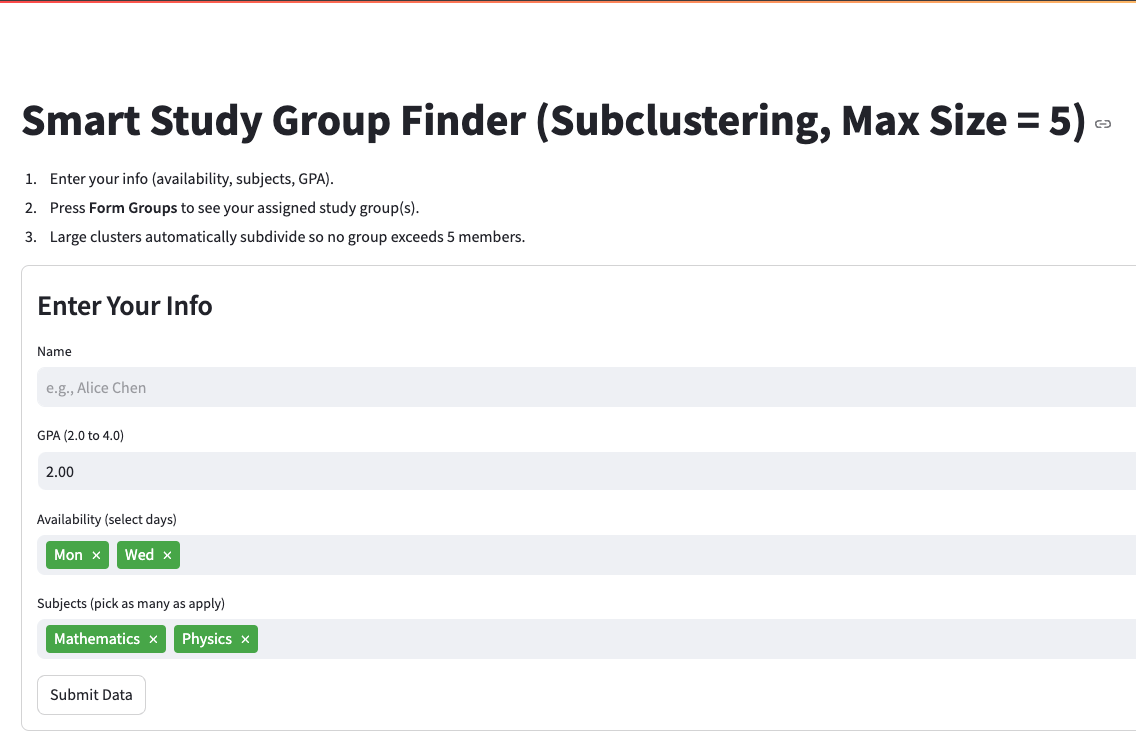 Smart Study Group Finder (Subclustering, Max Size = 5)
1. Enter your info (availability, subjects, GPA).
2. Press Form Groups to see your assigned study group(s).
3. Large clusters automatically subdivide so no group exceeds 5 members.
Enter Your Info
Name
e.g., Alice Chen
GPA (2.0 to 4.0)
2.00
Availability (select days)
Mon × Wed ×
Subjects (pick as many as apply)
Mathematics × Physics ×
Submit Data